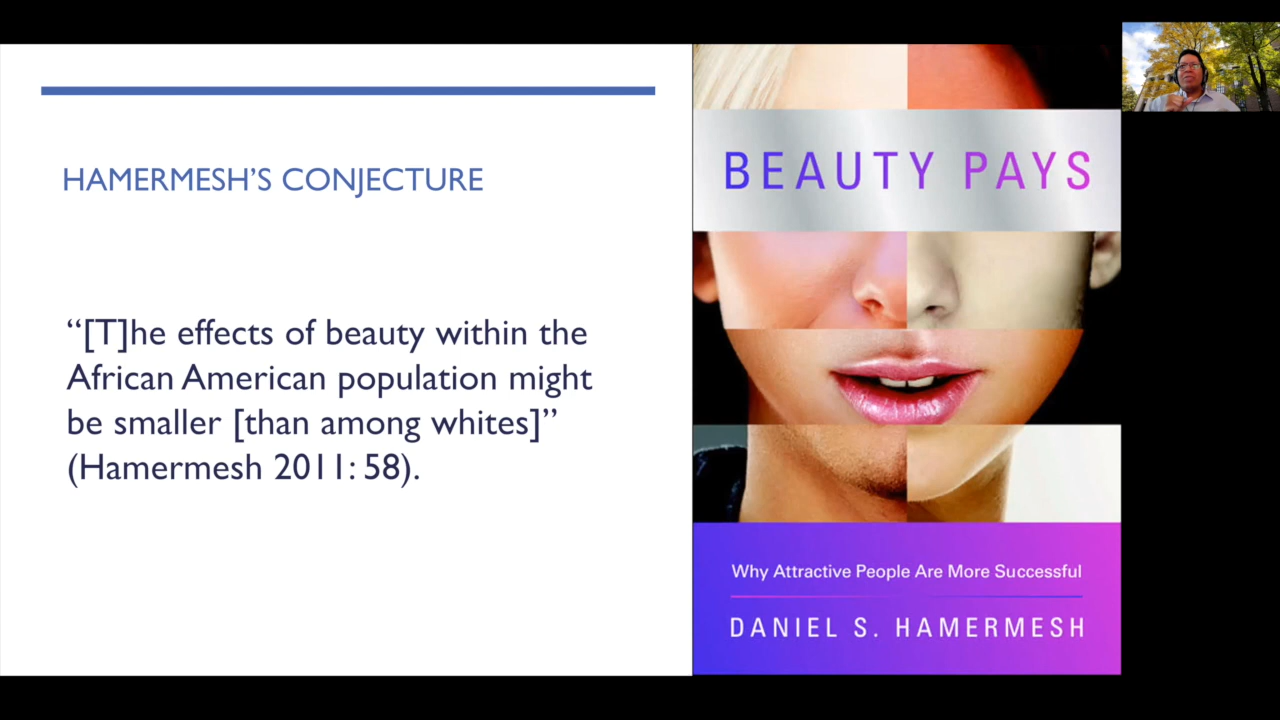 HAMERMESH'S CONJECTURE
“[T]he effects of beauty within the
African American population might
be smaller [than among whites]”
(Hamermesh 2011: 58).
BEAUTY PAYS
Why Attractive People Are More Successful
DANIEL S. HAMERMESH